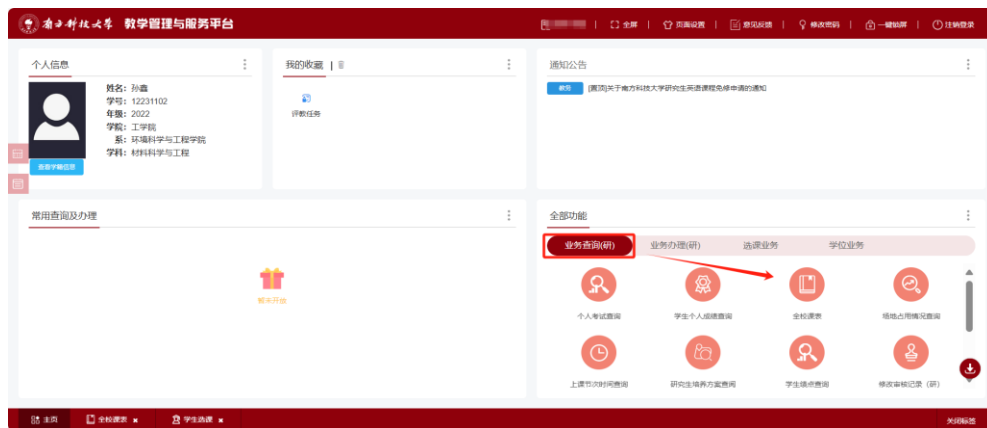 南方科技大学 教学管理与服务平台
全屏 | 页面设置 | 意见反馈 | 修改密码 | 一键锁屏 | 注销登录
个人信息
姓名: 孙鑫
学号: 12231102
年级: 2022
学院: 工学院
系: 环境科学与工程学院
学科: 材料科学与工程
查看学籍信息
我的收藏 |
评教任务
通知公告
教务 [置顶]关于南方科技大学研究生英语课程免修申请的通知
常用查询及办理
暂未开放
全部功能
业务查询(研) 业务办理(研) 选课业务 学位业务
个人考试查询 学生个人成绩查询 全校课表 场地占用情况查询
上课节次时间查询 研究生培养方案查询 学生绩点查询 修改审核记录（研）
主页 全校课表 × 学生选课 × 关闭标签